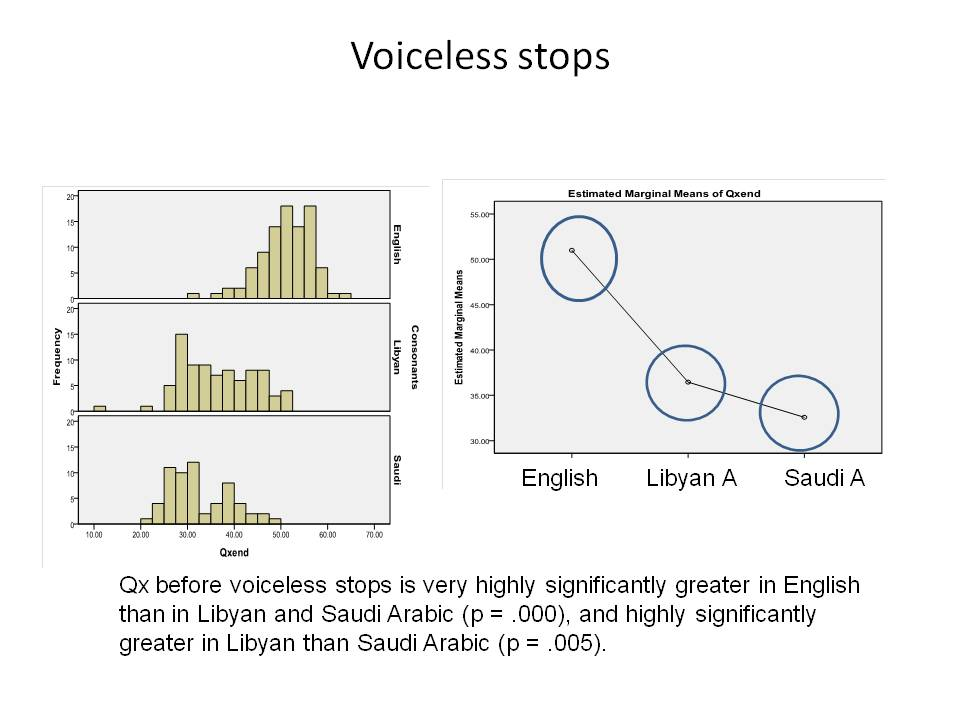 Voiceless stops
20
15
10
5
0
English
20
15
10
5
0
Libyan
20
15
10
5
0
Saudi
Frequency
Consonants
10.00 20.00 30.00 40.00 50.00 60.00 70.00
Qxend
Estimated Marginal Means of Qxend
Estimated Marginal Means
55.00
50.00
45.00
40.00
35.00
30.00
English Libyan A Saudi A
Qx before voiceless stops is very highly significantly greater in English
than in Libyan and Saudi Arabic (p = .000), and highly significantly
greater in Libyan than Saudi Arabic (p = .005).